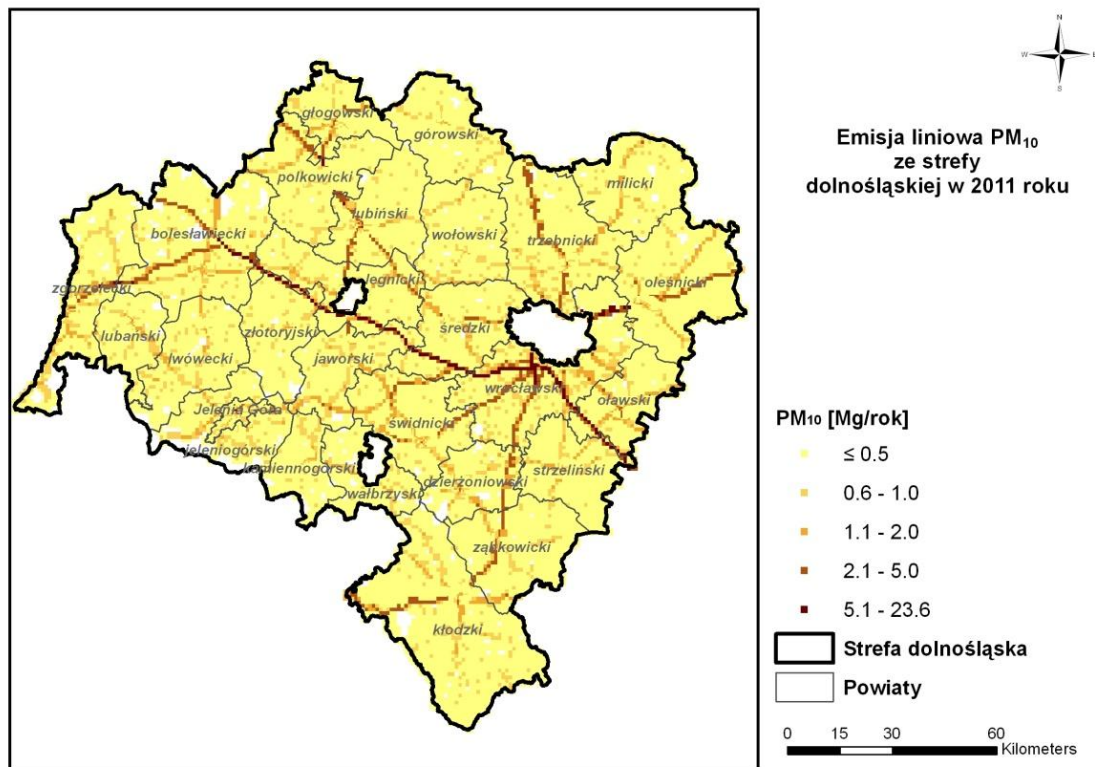 N
W
E
S
Emisja liniowa PM₁₀
ze strefy
dolnośląskiej w 2011 roku
głogowski
górowski
polkowicki
milicki
lubiński
wołowski
trzebnicki
bolesławiecki
legnicki
oleśnicki
zgorzelecki
średzki
lubański
złotoryjski
lwówecki
jaworski
wrocławski
oławski
Jelenia Góra
świdnicki
jeleniogórski
kamiennogórski
strzeliński
dzierżoniowski
wałbrzyski
ząbkowicki
kłodzki
PM₁₀ [Mg/rok]
≤ 0.5
0.6 - 1.0
1.1 - 2.0
2.1 - 5.0
5.1 - 23.6
Strefa dolnośląska
Powiaty
0 15 30 60
Kilometers